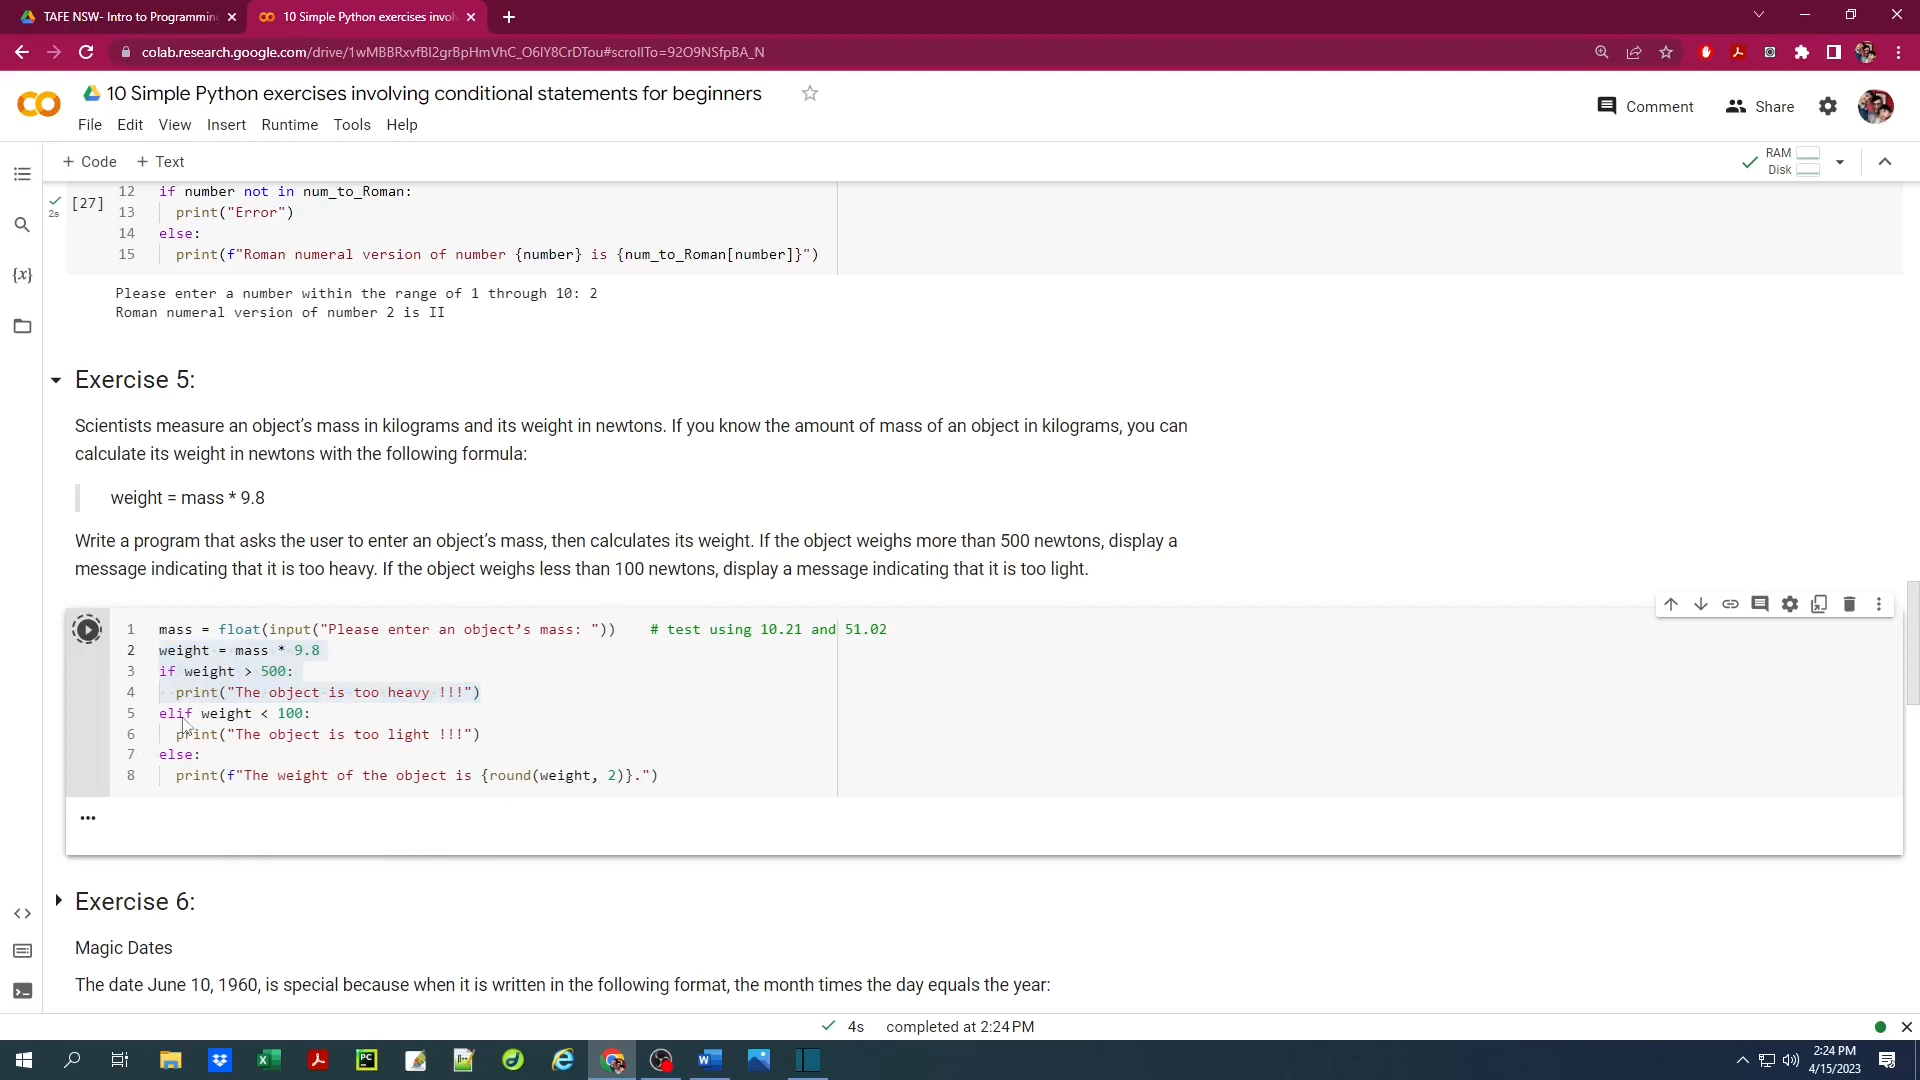 TAFE NSW- Intro to Programming
10 Simple Python exercises invol
colab.research.google.com/drive/1wMBBRxvfBI2grBpHmVhC_O6lY8CrDTou#scrollTo=92O9NSfpBA_N
10 Simple Python exercises involving conditional statements for beginners
File Edit View Insert Runtime Tools Help
Comment
Share
+ Code + Text
RAM
Disk
[27]
2s
12 if number not in num_to_Roman:
13 print("Error")
14 else:
15 print(f"Roman numeral version of number {number} is {num_to_Roman[number]}")
Please enter a number within the range of 1 through 10: 2
Roman numeral version of number 2 is II
Exercise 5:
Scientists measure an object’s mass in kilograms and its weight in newtons. If you know the amount of mass of an object in kilograms, you can
calculate its weight in newtons with the following formula:
weight = mass * 9.8
Write a program that asks the user to enter an object’s mass, then calculates its weight. If the object weighs more than 500 newtons, display a
message indicating that it is too heavy. If the object weighs less than 100 newtons, display a message indicating that it is too light.
1 mass = float(input("Please enter an object’s mass: ")) # test using 10.21 and 51.02
2 weight = mass * 9.8
3 if weight > 500:
4 print("The object is too heavy !!!")
5 elif weight < 100:
6 print("The object is too light !!!")
7 else:
8 print(f"The weight of the object is {round(weight, 2)}.")
Exercise 6:
Magic Dates
The date June 10, 1960, is special because when it is written in the following format, the month times the day equals the year:
4s completed at 2:24 PM
2:24 PM
4/15/2023